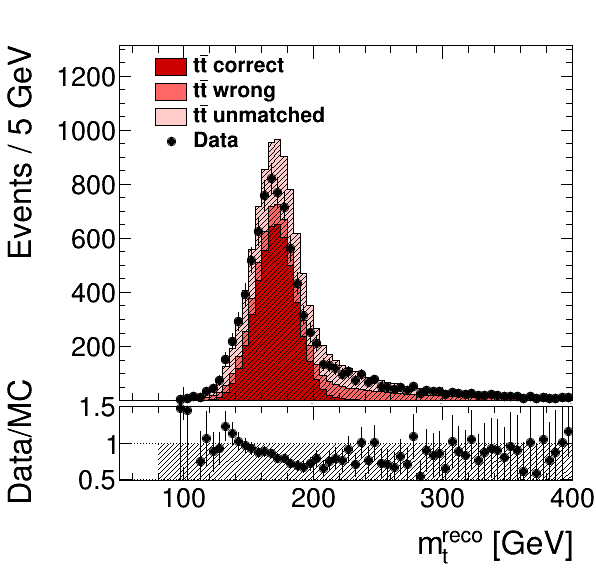 Events / 5 GeV
1200
1000
800
600
400
200
tt̄ correct
tt̄ wrong
tt̄ unmatched
Data
Data/MC
1.5
1
0.5
100 200 300 400
m_t^reco [GeV]